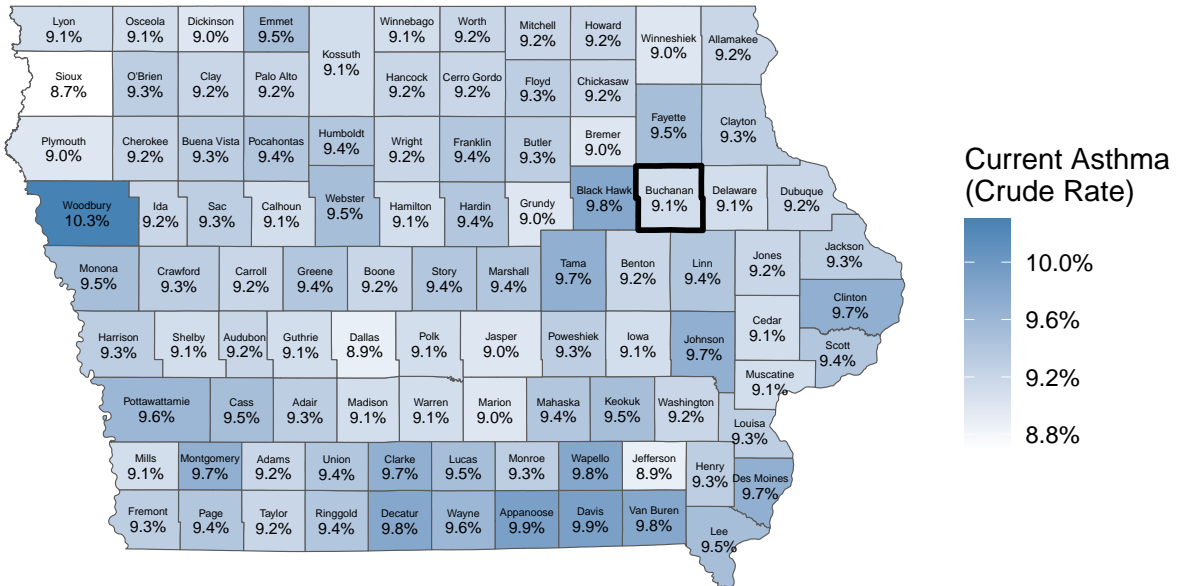 Lyon
9.1%
Osceola
9.1%
Dickinson
9.0%
Emmet
9.5%
Kossuth
9.1%
Winnebago
9.1%
Worth
9.2%
Mitchell
9.2%
Howard
9.2%
Winneshiek
9.0%
Allamakee
9.2%
Sioux
8.7%
O'Brien
9.3%
Clay
9.2%
Palo Alto
9.2%
Hancock
9.2%
Cerro Gordo
9.2%
Floyd
9.3%
Chickasaw
9.2%
Fayette
9.5%
Clayton
9.3%
Plymouth
9.0%
Cherokee
9.2%
Buena Vista
9.3%
Pocahontas
9.4%
Humboldt
9.4%
Wright
9.2%
Franklin
9.4%
Butler
9.3%
Bremer
9.0%
Woodbury
10.3%
Ida
9.2%
Sac
9.3%
Calhoun
9.1%
Webster
9.5%
Hamilton
9.1%
Hardin
9.4%
Grundy
9.0%
Black Hawk
9.8%
Buchanan
9.1%
Delaware
9.1%
Dubuque
9.2%
Monona
9.5%
Crawford
9.3%
Carroll
9.2%
Greene
9.4%
Boone
9.2%
Story
9.4%
Marshall
9.4%
Tama
9.7%
Benton
9.2%
Linn
9.4%
Jones
9.2%
Jackson
9.3%
Clinton
9.7%
Harrison
9.3%
Shelby
9.1%
Audubon
9.2%
Guthrie
9.1%
Dallas
8.9%
Polk
9.1%
Jasper
9.0%
Poweshiek
9.3%
Iowa
9.1%
Johnson
9.7%
Cedar
9.1%
Scott
9.4%
Muscatine
9.1%
Pottawattamie
9.6%
Cass
9.5%
Adair
9.3%
Madison
9.1%
Warren
9.1%
Marion
9.0%
Mahaska
9.4%
Keokuk
9.5%
Washington
9.2%
Louisa
9.3%
Mills
9.1%
Montgomery
9.7%
Adams
9.2%
Union
9.4%
Clarke
9.7%
Lucas
9.5%
Monroe
9.3%
Wapello
9.8%
Jefferson
8.9%
Henry
9.3%
Des Moines
9.7%
Fremont
9.3%
Page
9.4%
Taylor
9.2%
Ringgold
9.4%
Decatur
9.8%
Wayne
9.6%
Appanoose
9.9%
Davis
9.9%
Van Buren
9.8%
Lee
9.5%
Current Asthma
(Crude Rate)
10.0%
9.6%
9.2%
8.8%